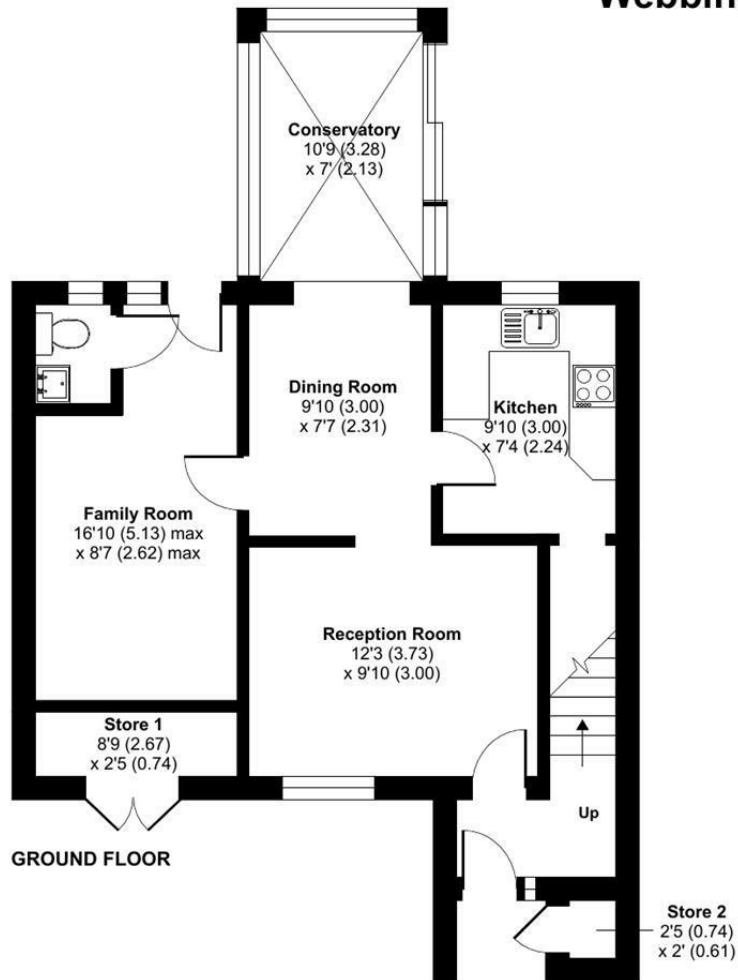 Conservatory
10'9 (3.28)
x 7' (2.13)
Dining Room
9'10 (3.00)
x 7'7 (2.31)
Kitchen
9'10 (3.00)
x 7'4 (2.24)
Family Room
16'10 (5.13) max
x 8'7 (2.62) max
Reception Room
12'3 (3.73)
x 9'10 (3.00)
Store 1
8'9 (2.67)
x 2'5 (0.74)
Up
GROUND FLOOR
Store 2
2'5 (0.74)
x 2' (0.61)